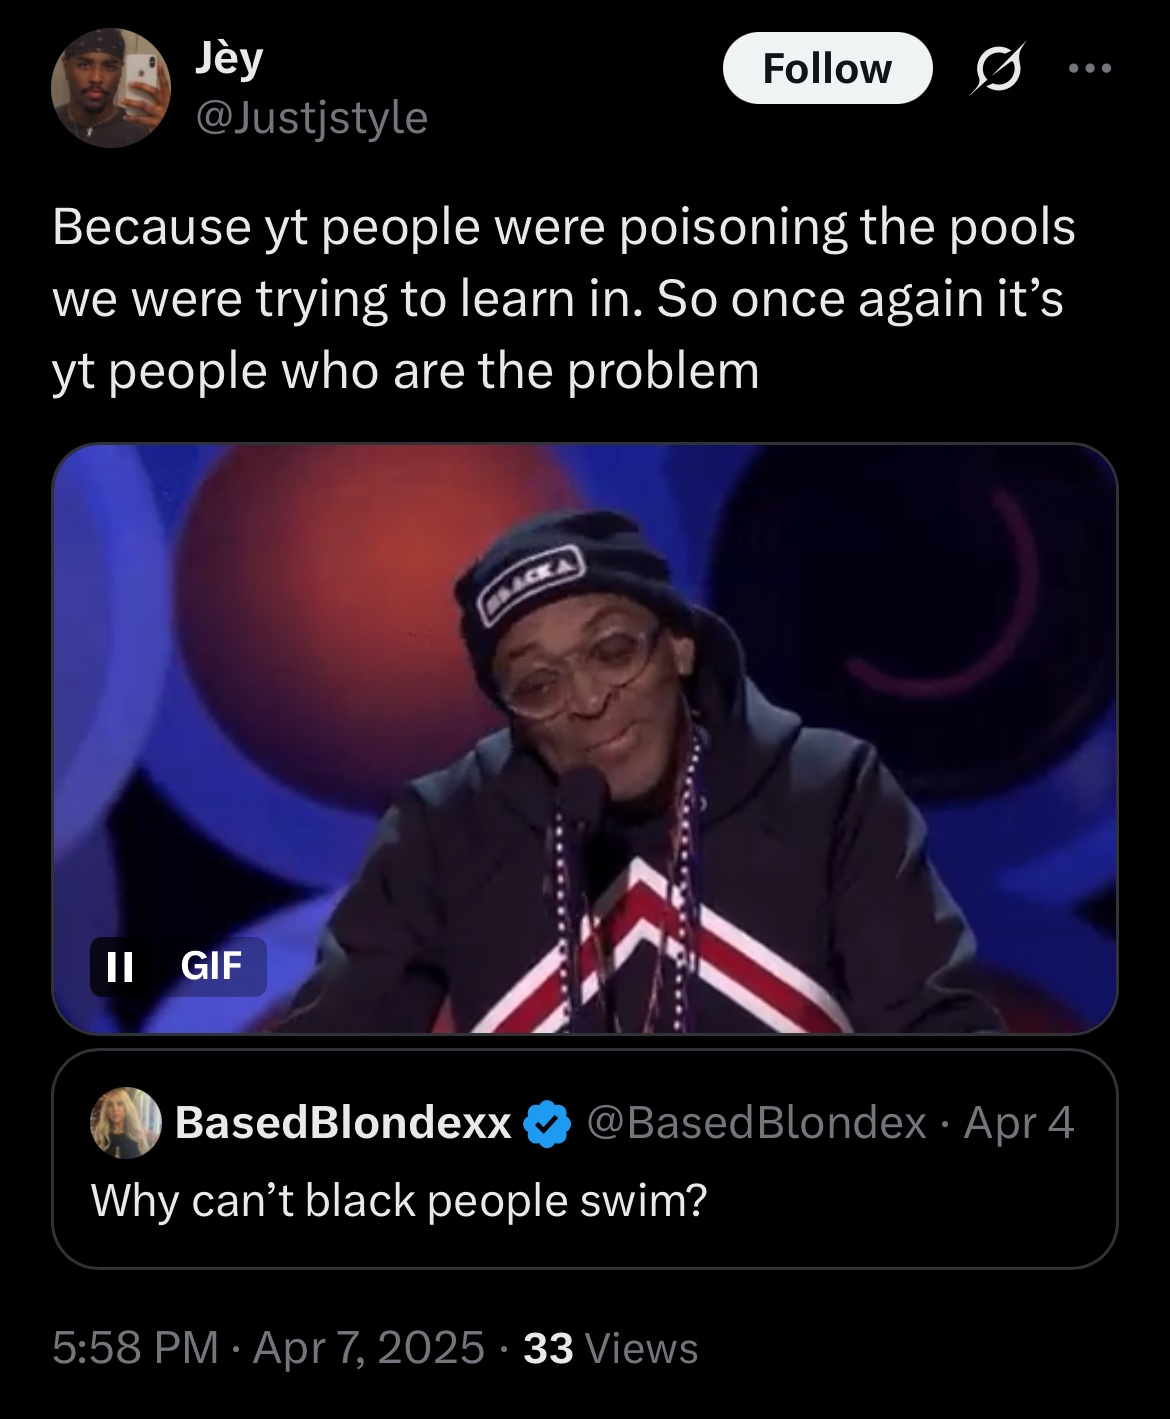 Jèy
@Justjstyle
Follow
Because yt people were poisoning the pools
we were trying to learn in. So once again it’s
yt people who are the problem
BLACKA
GIF
BasedBlondexx @BasedBlondex · Apr 4
Why can’t black people swim?
5:58 PM · Apr 7, 2025 · 33 Views